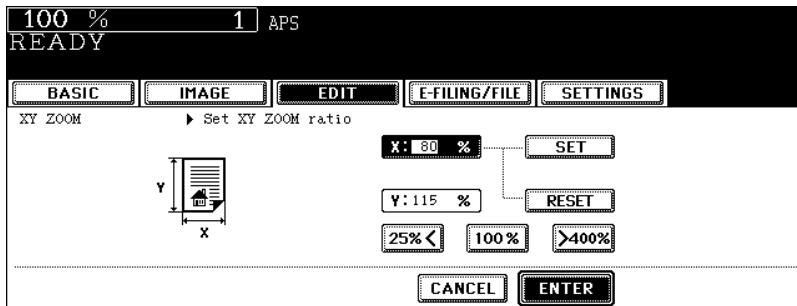 100 % 1 APS
READY
BASIC IMAGE EDIT E-FILING/FILE SETTINGS
XY ZOOM ▶ Set XY ZOOM ratio
X: 80 % SET
Y
Y:115 % RESET
X
25%< 100% >400%
CANCEL ENTER